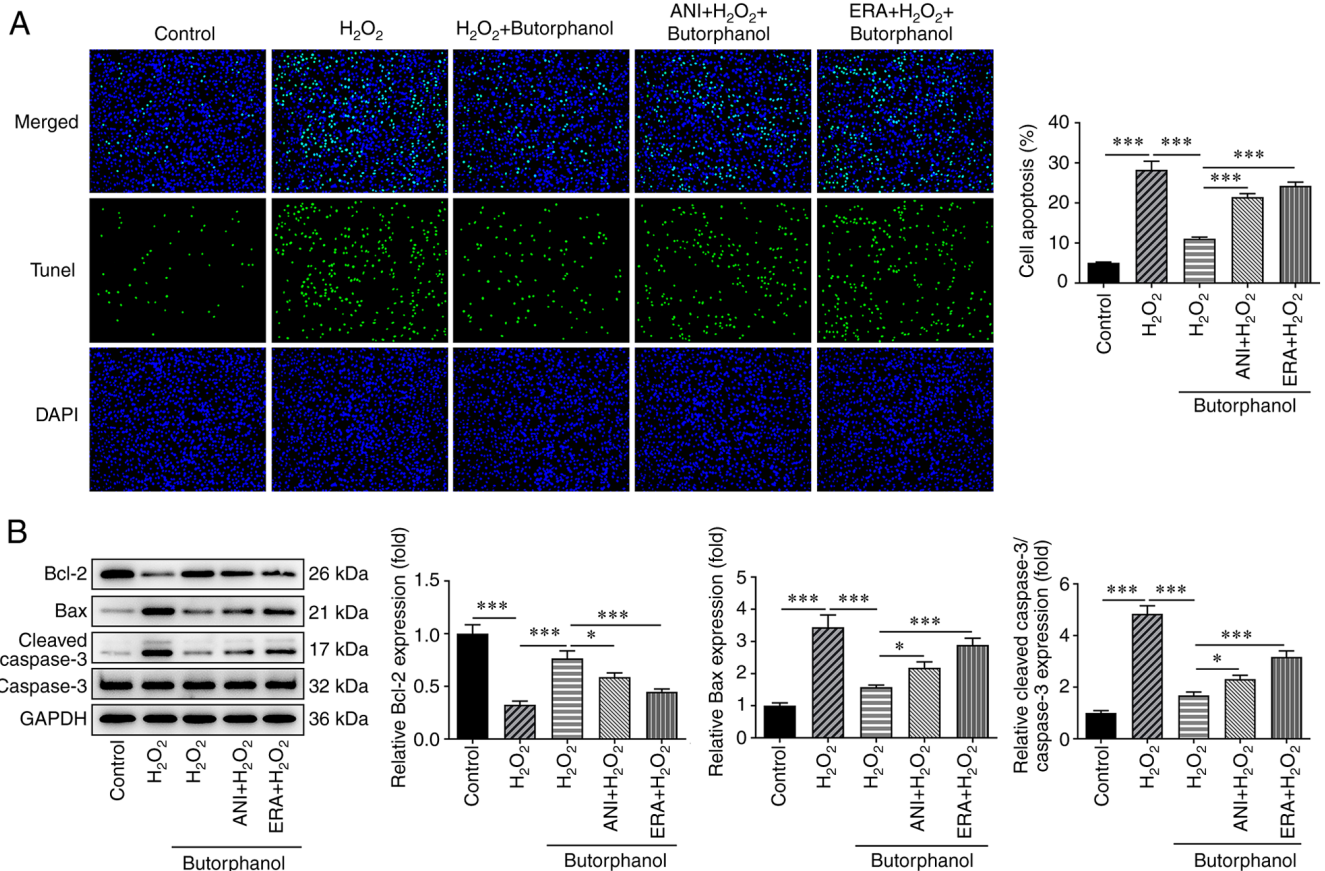 A
Control
H₂O₂
H₂O₂+Butorphanol
ANI+H₂O₂+
Butorphanol
ERA+H₂O₂+
Butorphanol
Merged
Tunel
DAPI
Cell apoptosis (%)
40
30
20
10
0
*** ***
***
***
Control
H₂O₂
H₂O₂
ANI+H₂O₂
ERA+H₂O₂
Butorphanol
B
Bcl-2
26 kDa
Bax
21 kDa
Cleaved
caspase-3
17 kDa
Caspase-3
32 kDa
GAPDH
36 kDa
Control
H₂O₂
H₂O₂
ANI+H₂O₂
ERA+H₂O₂
Butorphanol
Relative Bcl-2 expression (fold)
1.5
1.0
0.5
0.0
***
***
***
*
Control
H₂O₂
H₂O₂
ANI+H₂O₂
ERA+H₂O₂
Butorphanol
Relative Bax expression (fold)
5
4
3
2
1
0
*** ***
***
*
Control
H₂O₂
H₂O₂
ANI+H₂O₂
ERA+H₂O₂
Butorphanol
Relative cleaved caspase-3/
caspase-3 expression (fold)
6
4
2
0
*** ***
***
*
Control
H₂O₂
H₂O₂
ANI+H₂O₂
ERA+H₂O₂
Butorphanol